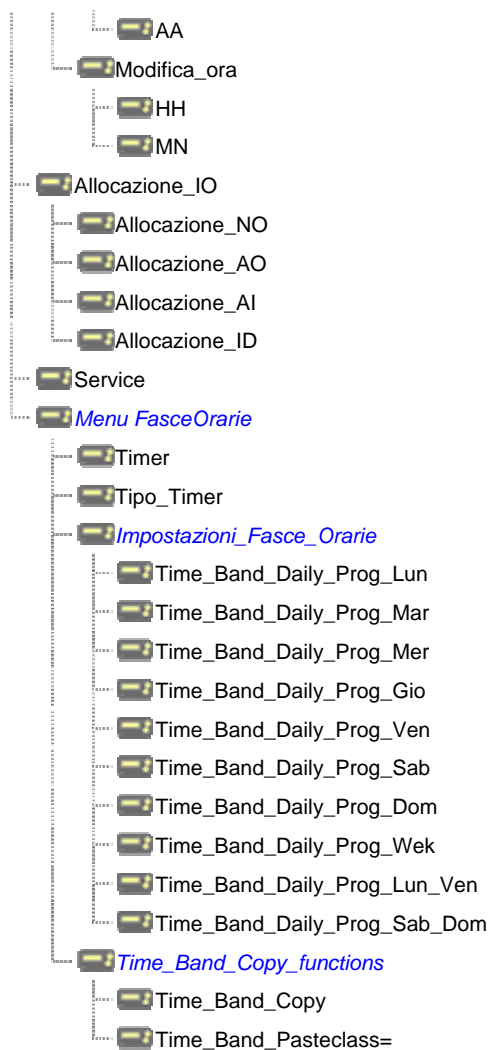 AA
Modifica_ora
HH
MN
Allocazione_IO
Allocazione_NO
Allocazione_AO
Allocazione_AI
Allocazione_ID
Service
Menu FasceOrarie
Timer
Tipo_Timer
Impostazioni_Fasce_Orarie
Time_Band_Daily_Prog_Lun
Time_Band_Daily_Prog_Mar
Time_Band_Daily_Prog_Mer
Time_Band_Daily_Prog_Gio
Time_Band_Daily_Prog_Ven
Time_Band_Daily_Prog_Sab
Time_Band_Daily_Prog_Dom
Time_Band_Daily_Prog_Wek
Time_Band_Daily_Prog_Lun_Ven
Time_Band_Daily_Prog_Sab_Dom
Time_Band_Copy_functions
Time_Band_Copy
Time_Band_Pasteclass=